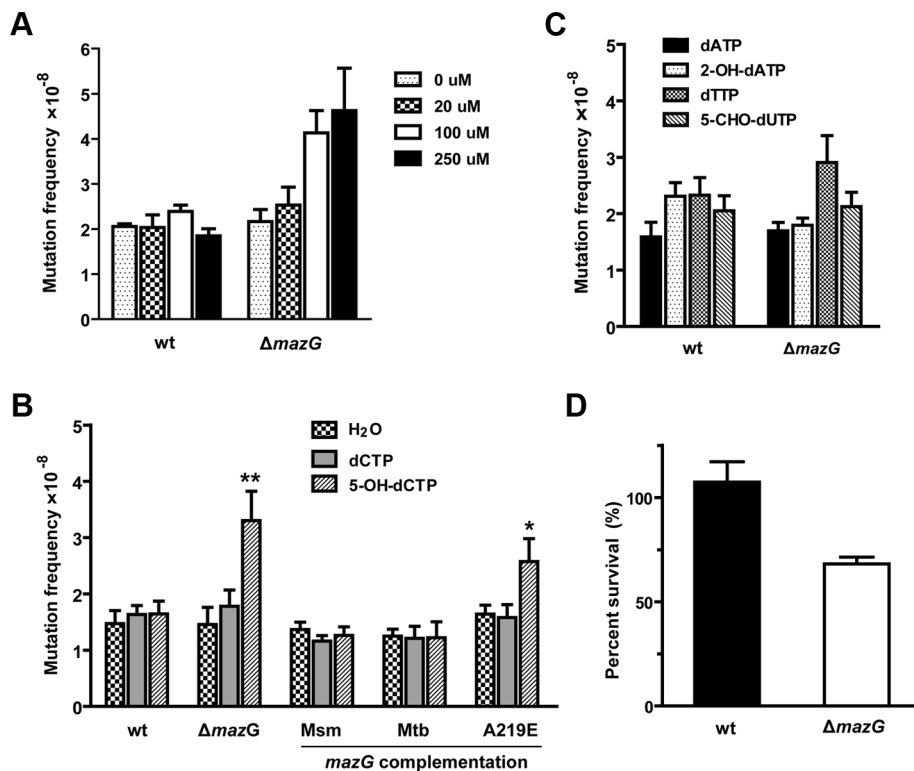 A
Mutation frequency ×10-8
6
5
4
3
2
1
0
wt
ΔmazG
0 uM
20 uM
100 uM
250 uM
C
Mutation frequency ×10-8
5
4
3
2
1
0
wt
ΔmazG
dATP
2-OH-dATP
dTTP
5-CHO-dUTP
B
Mutation frequency ×10-8
5
4
3
2
1
0
**
*
H2O
dCTP
5-OH-dCTP
wt
ΔmazG
Msm
Mtb
A219E
mazG complementation
D
Percent survival (%)
100
50
0
wt
ΔmazG